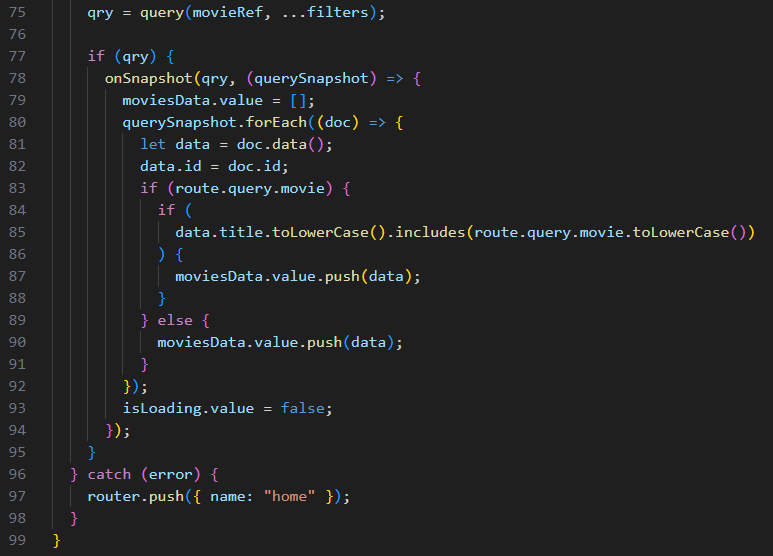 75 qry = query(movieRef, ...filters);
76
77 if (qry) {
78 onSnapshot(qry, (querySnapshot) => {
79 moviesData.value = [];
80 querySnapshot.forEach((doc) => {
81 let data = doc.data();
82 data.id = doc.id;
83 if (route.query.movie) {
84 if (
85 data.title.toLowerCase().includes(route.query.movie.toLowerCase())
86 ) {
87 moviesData.value.push(data);
88 }
89 } else {
90 moviesData.value.push(data);
91 }
92 });
93 isLoading.value = false;
94 });
95 }
96 } catch (error) {
97 router.push({ name: "home" });
98 }
99 }